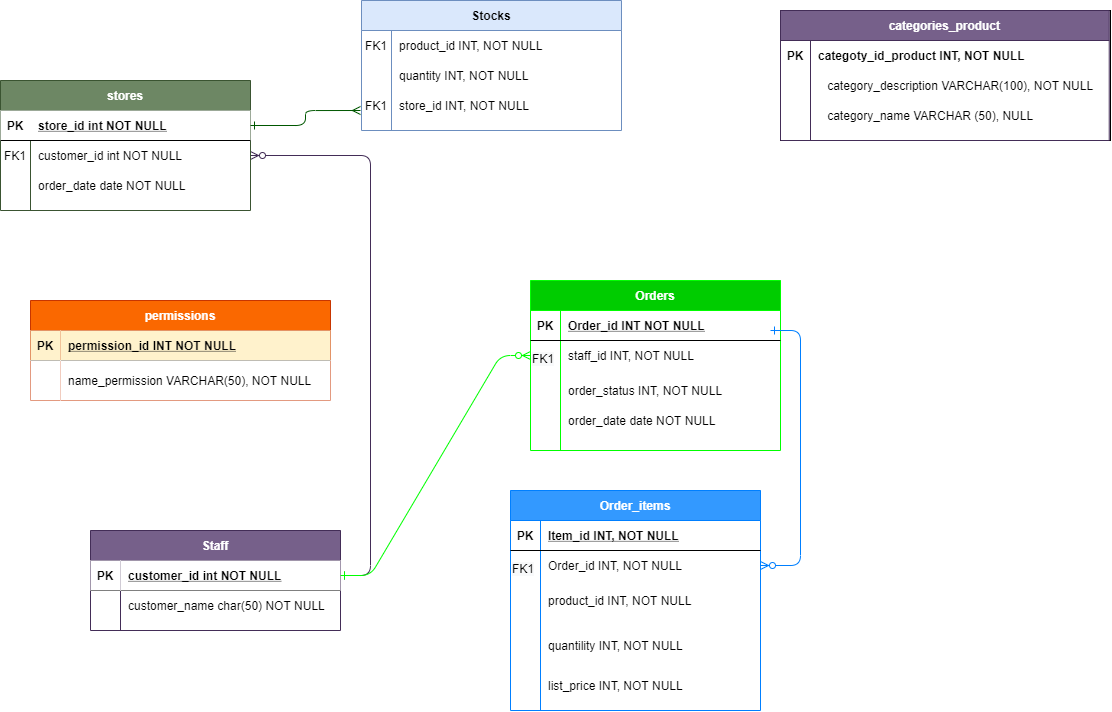 Stocks
FK1 product_id INT, NOT NULL
quantity INT, NOT NULL
FK1 store_id INT, NOT NULL
categories_product
PK categoty_id_product INT, NOT NULL
category_description VARCHAR(100), NOT NULL
category_name VARCHAR (50), NULL
stores
PK store_id int NOT NULL
FK1 customer_id int NOT NULL
order_date date NOT NULL
permissions
PK permission_id INT NOT NULL
name_permission VARCHAR(50), NOT NULL
Orders
PK Order_id INT NOT NULL
FK1 staff_id INT, NOT NULL
order_status INT, NOT NULL
order_date date NOT NULL
Staff
PK customer_id int NOT NULL
customer_name char(50) NOT NULL
Order_items
PK Item_id INT, NOT NULL
FK1 Order_id INT, NOT NULL
product_id INT, NOT NULL
quantility INT, NOT NULL
list_price INT, NOT NULL